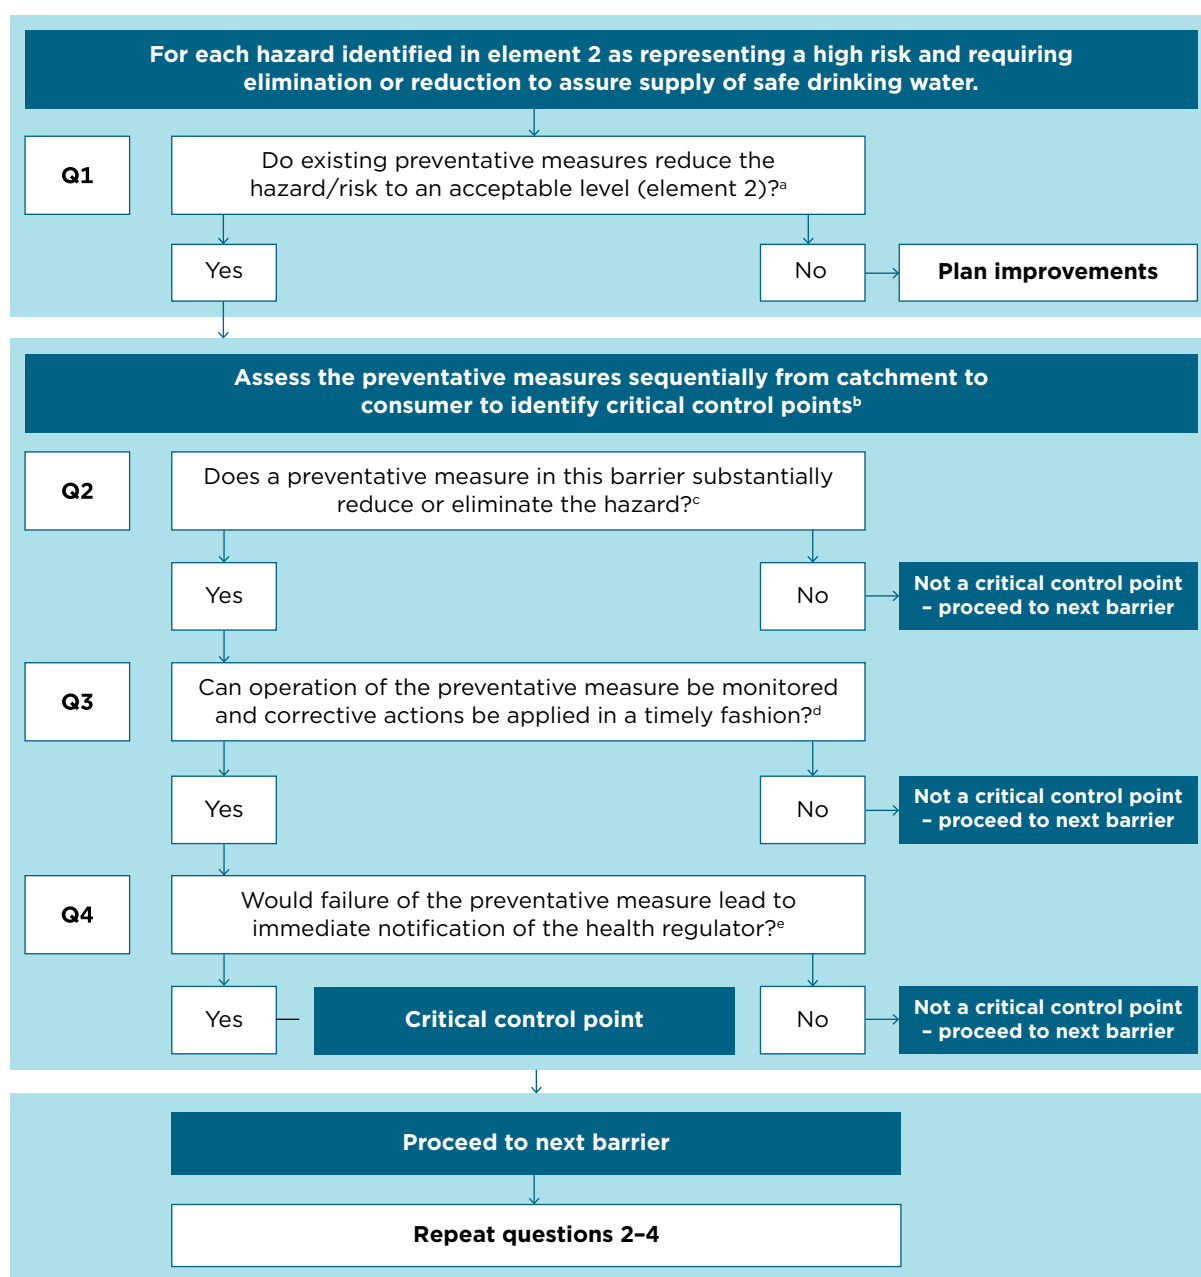 For each hazard identified in element 2 as representing a high risk and requiring
elimination or reduction to assure supply of safe drinking water.
Q1
Do existing preventative measures reduce the
hazard/risk to an acceptable level (element 2)?a
Yes
No
Plan improvements
Assess the preventative measures sequentially from catchment to
consumer to identify critical control pointsb
Q2
Does a preventative measure in this barrier substantially
reduce or eliminate the hazard?c
Yes
No
Not a critical control point
– proceed to next barrier
Q3
Can operation of the preventative measure be monitored
and corrective actions be applied in a timely fashion?d
Yes
No
Not a critical control point
– proceed to next barrier
Q4
Would failure of the preventative measure lead to
immediate notification of the health regulator?e
Yes
Critical control point
No
Not a critical control point
– proceed to next barrier
Proceed to next barrier
Repeat questions 2–4